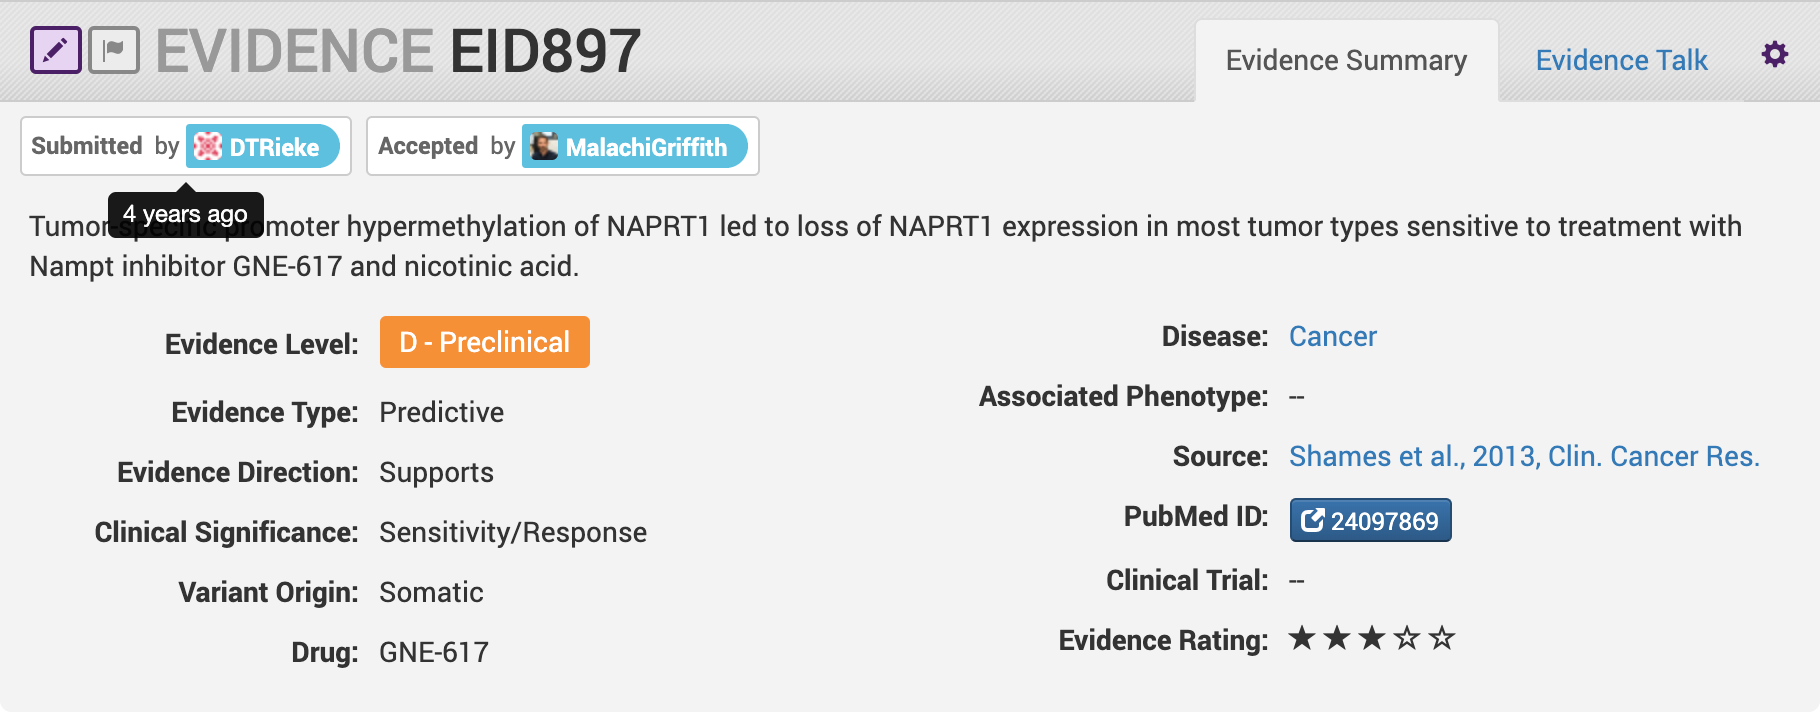 EVIDENCE EID897
Evidence Summary
Evidence Talk
Submitted by DTRieke
Accepted by MalachiGriffith
4 years ago
Tumor-specific promoter hypermethylation of NAPRT1 led to loss of NAPRT1 expression in most tumor types sensitive to treatment with
Nampt inhibitor GNE-617 and nicotinic acid.
Evidence Level: D - Preclinical
Evidence Type: Predictive
Evidence Direction: Supports
Clinical Significance: Sensitivity/Response
Variant Origin: Somatic
Drug: GNE-617
Disease: Cancer
Associated Phenotype: --
Source: Shames et al., 2013, Clin. Cancer Res.
PubMed ID: 24097869
Clinical Trial: --
Evidence Rating: ★★★☆☆